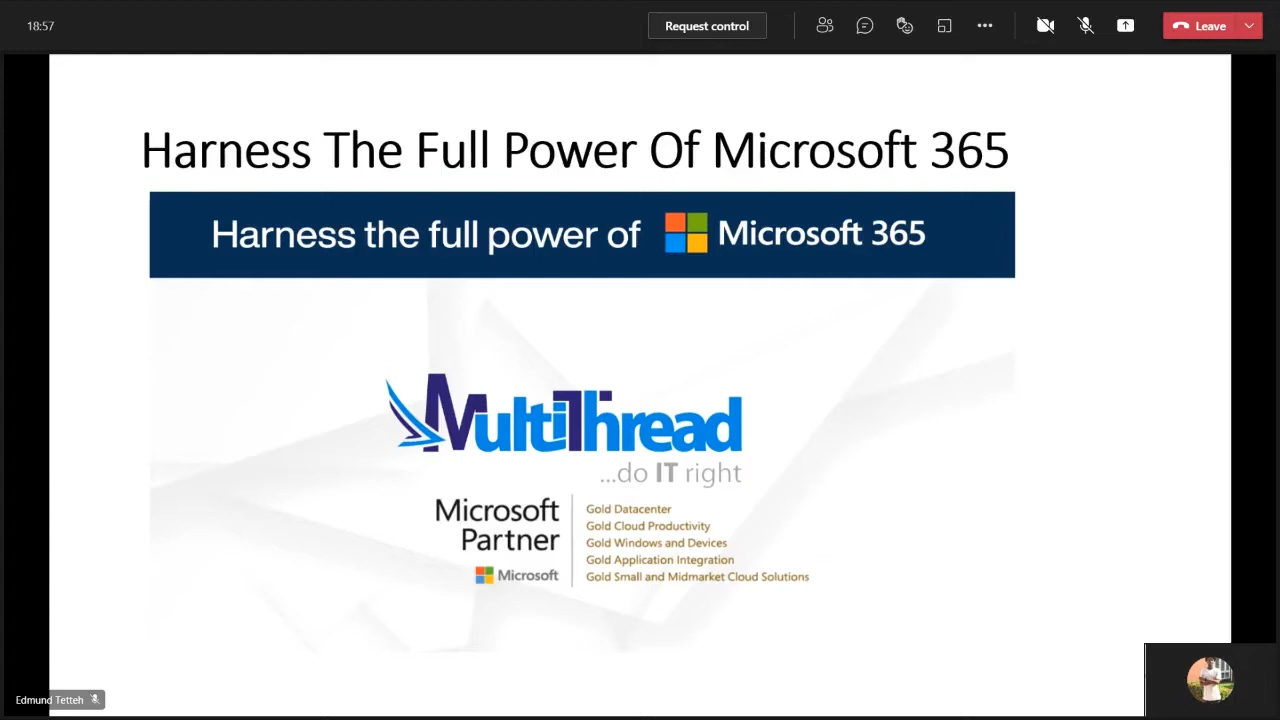 18:57
Request control
Leave
Harness The Full Power Of Microsoft 365
Harness the full power of Microsoft 365
MultiThread
...do IT right
Microsoft
Partner
Microsoft
Gold Datacenter
Gold Cloud Productivity
Gold Windows and Devices
Gold Application Integration
Gold Small and Midmarket Cloud Solutions
Edmund Tetteh